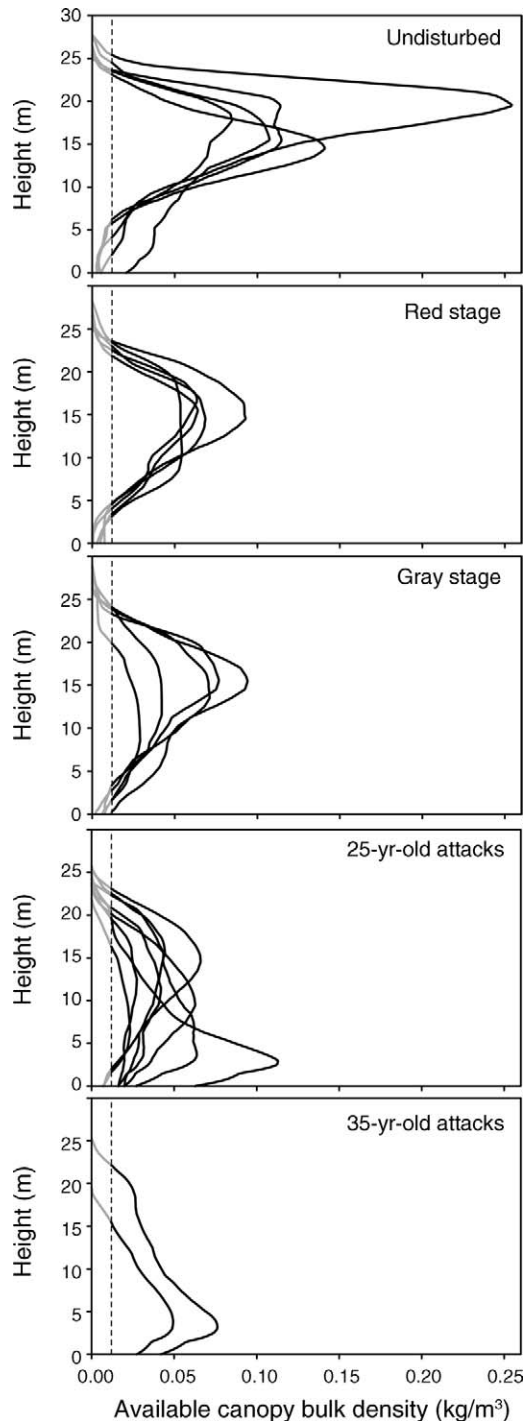 30
Undisturbed
25
20
15
10
5
0
Height (m)
Red stage
25
20
15
10
5
0
Height (m)
Gray stage
25
20
15
10
5
0
Height (m)
25-yr-old attacks
25
20
15
10
5
0
Height (m)
35-yr-old attacks
25
20
15
10
5
0
Height (m)
0.00 0.05 0.10 0.15 0.20 0.25
Available canopy bulk density (kg/m³)